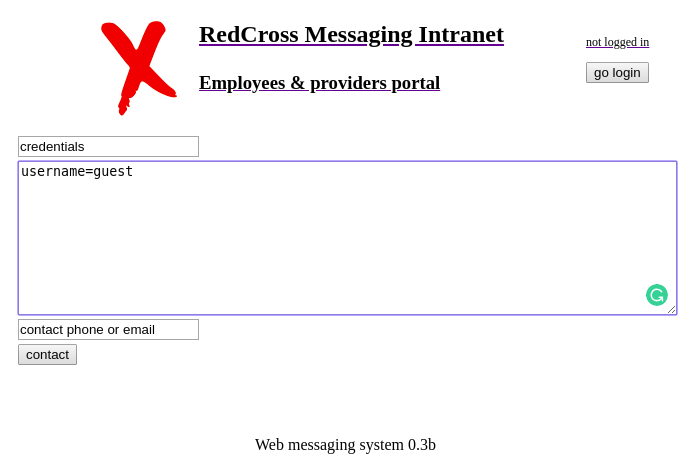 RedCross Messaging Intranet
not logged in
go login
Employees & providers portal
credentials
username=guest
contact phone or email
contact
Web messaging system 0.3b